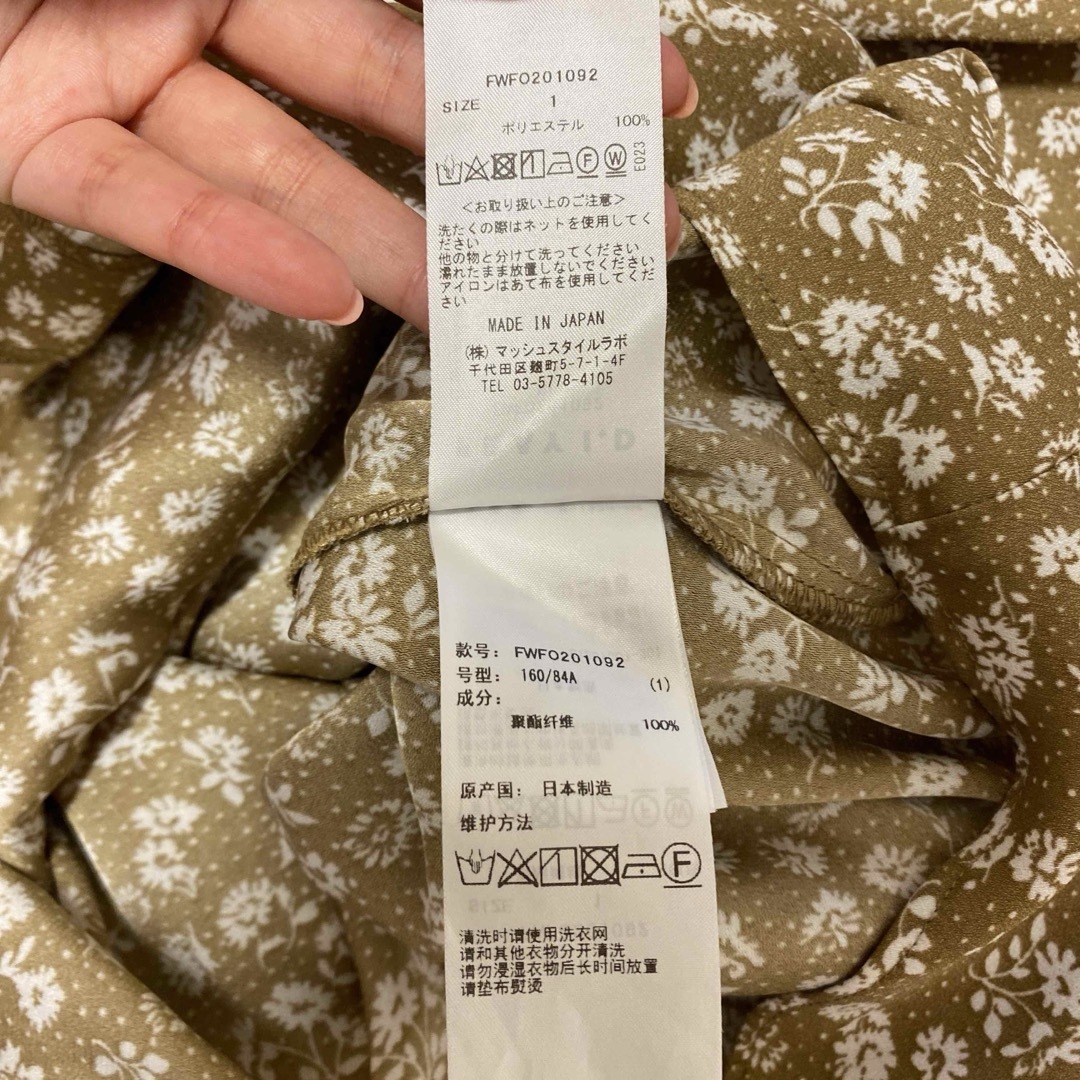 FWFO201092
SIZE 1
ポリエステル 100%
F W
E023
<お取り扱い上のご注意>
洗たくの際はネットを使用してく
ださい
他の物と分けて洗ってください
濡れたまま放置しないでください
アイロンはあて布を使用してくだ
さい
MADE IN JAPAN
(株) マッシュスタイルラボ
千代田区麹町5-7-1-4F
TEL 03-5778-4105
款号: FWFO201092
号型: 160/84A (1)
成分:
聚酯纤维 100%
原产国: 日本制造
维护方法
F
清洗时请使用洗衣网
请和其他衣物分开清洗
请勿浸湿衣物后长时间放置
请垫布熨烫